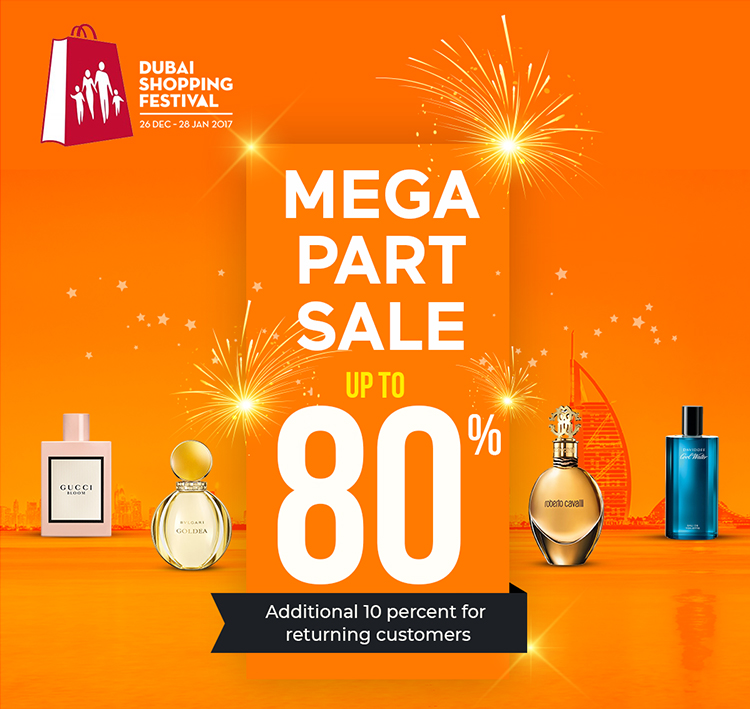 DUBAI
SHOPPING
FESTIVAL
26 DEC - 28 JAN 2017
MEGA
PART
SALE
UP TO
80%
GUCCI
BLOOM
BVLGARI
GOLDEA
roberto cavalli
DAVIDOFF
Cool Water
Additional 10 percent for
returning customers